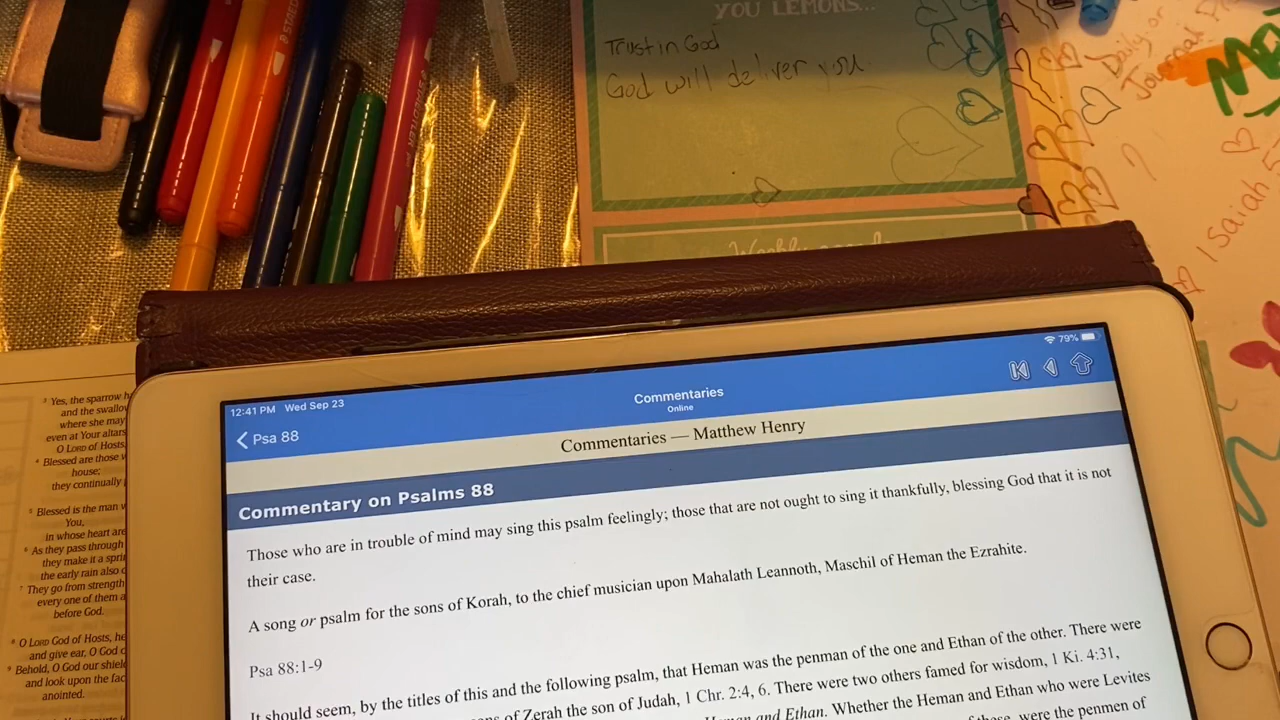 YOU LEMONS...
Trust in God
God will deliver you
Daily or
Journal
Isaiah
STAEDTLER
12:41 PM Wed Sep 23
79%
Commentaries
Online
Psa 88
Commentaries — Matthew Henry
Commentary on Psalms 88
Those who are in trouble of mind may sing this psalm feelingly; those that are not ought to sing it thankfully, blessing God that it is not
their case.
A song or psalm for the sons of Korah, to the chief musician upon Mahalath Leannoth, Maschil of Heman the Ezrahite.
Psa 88:1-9
It should seem, by the titles of this and the following psalm, that Heman was the penman of the one and Ethan of the other. There were
of Zerah the son of Judah, 1 Chr. 2:4, 6. There were two others famed for wisdom, 1 Ki. 4:31,
and Ethan. Whether the Heman and Ethan who were Levites
were the penmen of
3 Yes, the sparrow
and the swallow
where she may
even at Your altars
O LORD of Hosts,
4 Blessed are those
house;
they continually
5 Blessed is the man
You,
in whose heart are
6 As they pass through
they make it a
the early rain also
7 They go from strength
every one of them
before God.
8 O LORD God of Hosts,
and give ear, O God
9 Behold, O God our shield
and look upon the
anointed.